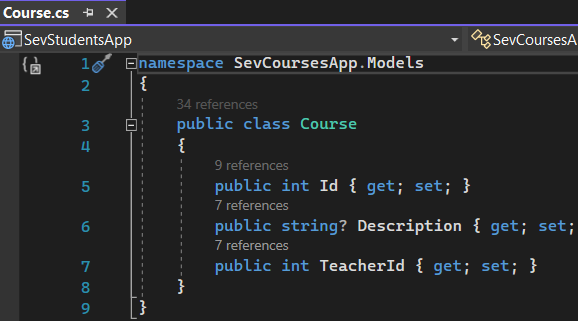 Course.cs
SevStudentsApp SevCoursesA
1 namespace SevCoursesApp.Models
2 {
34 references
3 public class Course
4 {
9 references
5 public int Id { get; set; }
7 references
6 public string? Description { get; set;
7 references
7 public int TeacherId { get; set; }
8 }
9 }